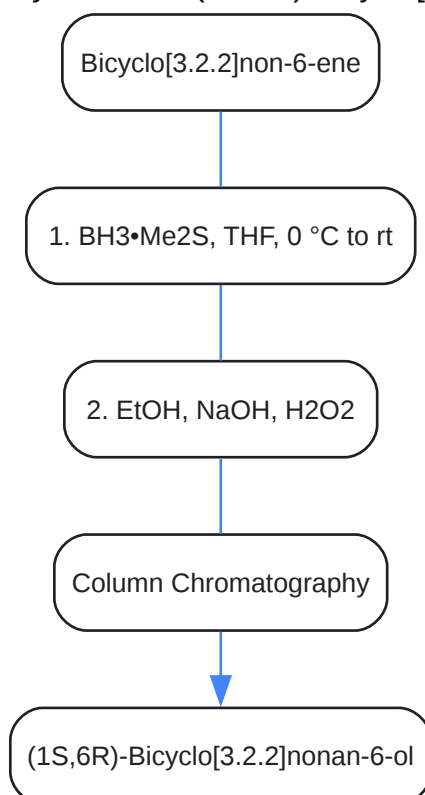 Bicyclo[3.2.2]non-6-ene
1. BH3•Me2S, THF, 0 °C to rt
2. EtOH, NaOH, H2O2
Column Chromatography
(1S,6R)-Bicyclo[3.2.2]nonan-6-ol